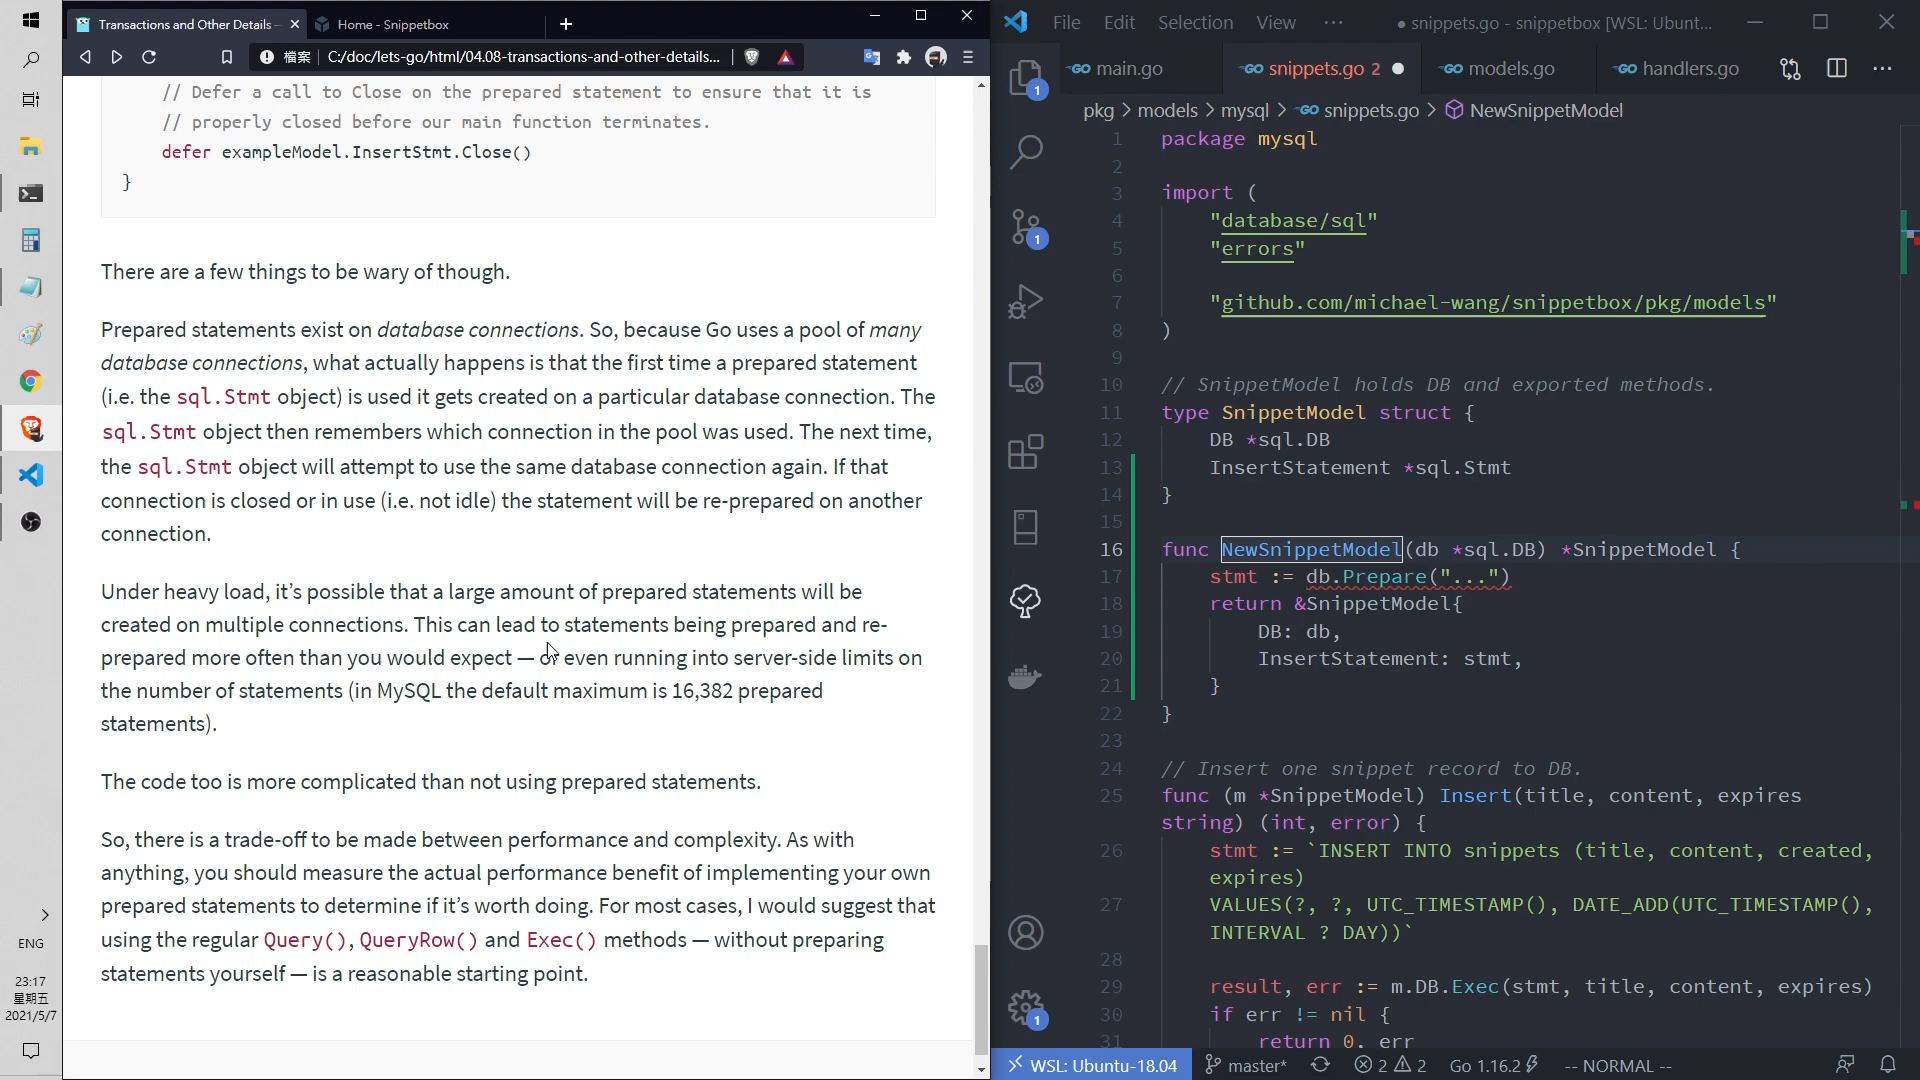 Transactions and Other Details -
Home - Snippetbox
檔案 C:/doc/lets-go/html/04.08-transactions-and-other-details...
// Defer a call to Close on the prepared statement to ensure that it is
// properly closed before our main function terminates.
defer exampleModel.InsertStmt.Close()
}
There are a few things to be wary of though.
Prepared statements exist on database connections. So, because Go uses a pool of many
database connections, what actually happens is that the first time a prepared statement
(i.e. the sql.Stmt object) is used it gets created on a particular database connection. The
sql.Stmt object then remembers which connection in the pool was used. The next time,
the sql.Stmt object will attempt to use the same database connection again. If that
connection is closed or in use (i.e. not idle) the statement will be re-prepared on another
connection.
Under heavy load, it’s possible that a large amount of prepared statements will be
created on multiple connections. This can lead to statements being prepared and re-
prepared more often than you would expect — or even running into server-side limits on
the number of statements (in MySQL the default maximum is 16,382 prepared
statements).
The code too is more complicated than not using prepared statements.
So, there is a trade-off to be made between performance and complexity. As with
anything, you should measure the actual performance benefit of implementing your own
prepared statements to determine if it’s worth doing. For most cases, I would suggest that
using the regular Query(), QueryRow() and Exec() methods — without preparing
statements yourself — is a reasonable starting point.
ENG
23:17
星期五
2021/5/7
File Edit Selection View ··· ● snippets.go - snippetbox [WSL: Ubunt...
GO main.go
GO snippets.go 2 ●
GO models.go
GO handlers.go
pkg > models > mysql > GO snippets.go > NewSnippetModel
1
1
1
1 package mysql
2
3 import (
4 "database/sql"
5 "errors"
6
7 "github.com/michael-wang/snippetbox/pkg/models"
8 )
9
10 // SnippetModel holds DB and exported methods.
11 type SnippetModel struct {
12 DB *sql.DB
13 InsertStatement *sql.Stmt
14 }
15
16 func NewSnippetModel(db *sql.DB) *SnippetModel {
17 stmt := db.Prepare("...")
18 return &SnippetModel{
19 DB: db,
20 InsertStatement: stmt,
21 }
22 }
23
24 // Insert one snippet record to DB.
25 func (m *SnippetModel) Insert(title, content, expires
string) (int, error) {
26 stmt := `INSERT INTO snippets (title, content, created,
expires)
27 VALUES(?, ?, UTC_TIMESTAMP(), DATE_ADD(UTC_TIMESTAMP(),
INTERVAL ? DAY))`
28
29 result, err := m.DB.Exec(stmt, title, content, expires)
30 if err != nil {
31 return 0, err
WSL: Ubuntu-18.04 master* 2 2 Go 1.16.2 -- NORMAL --